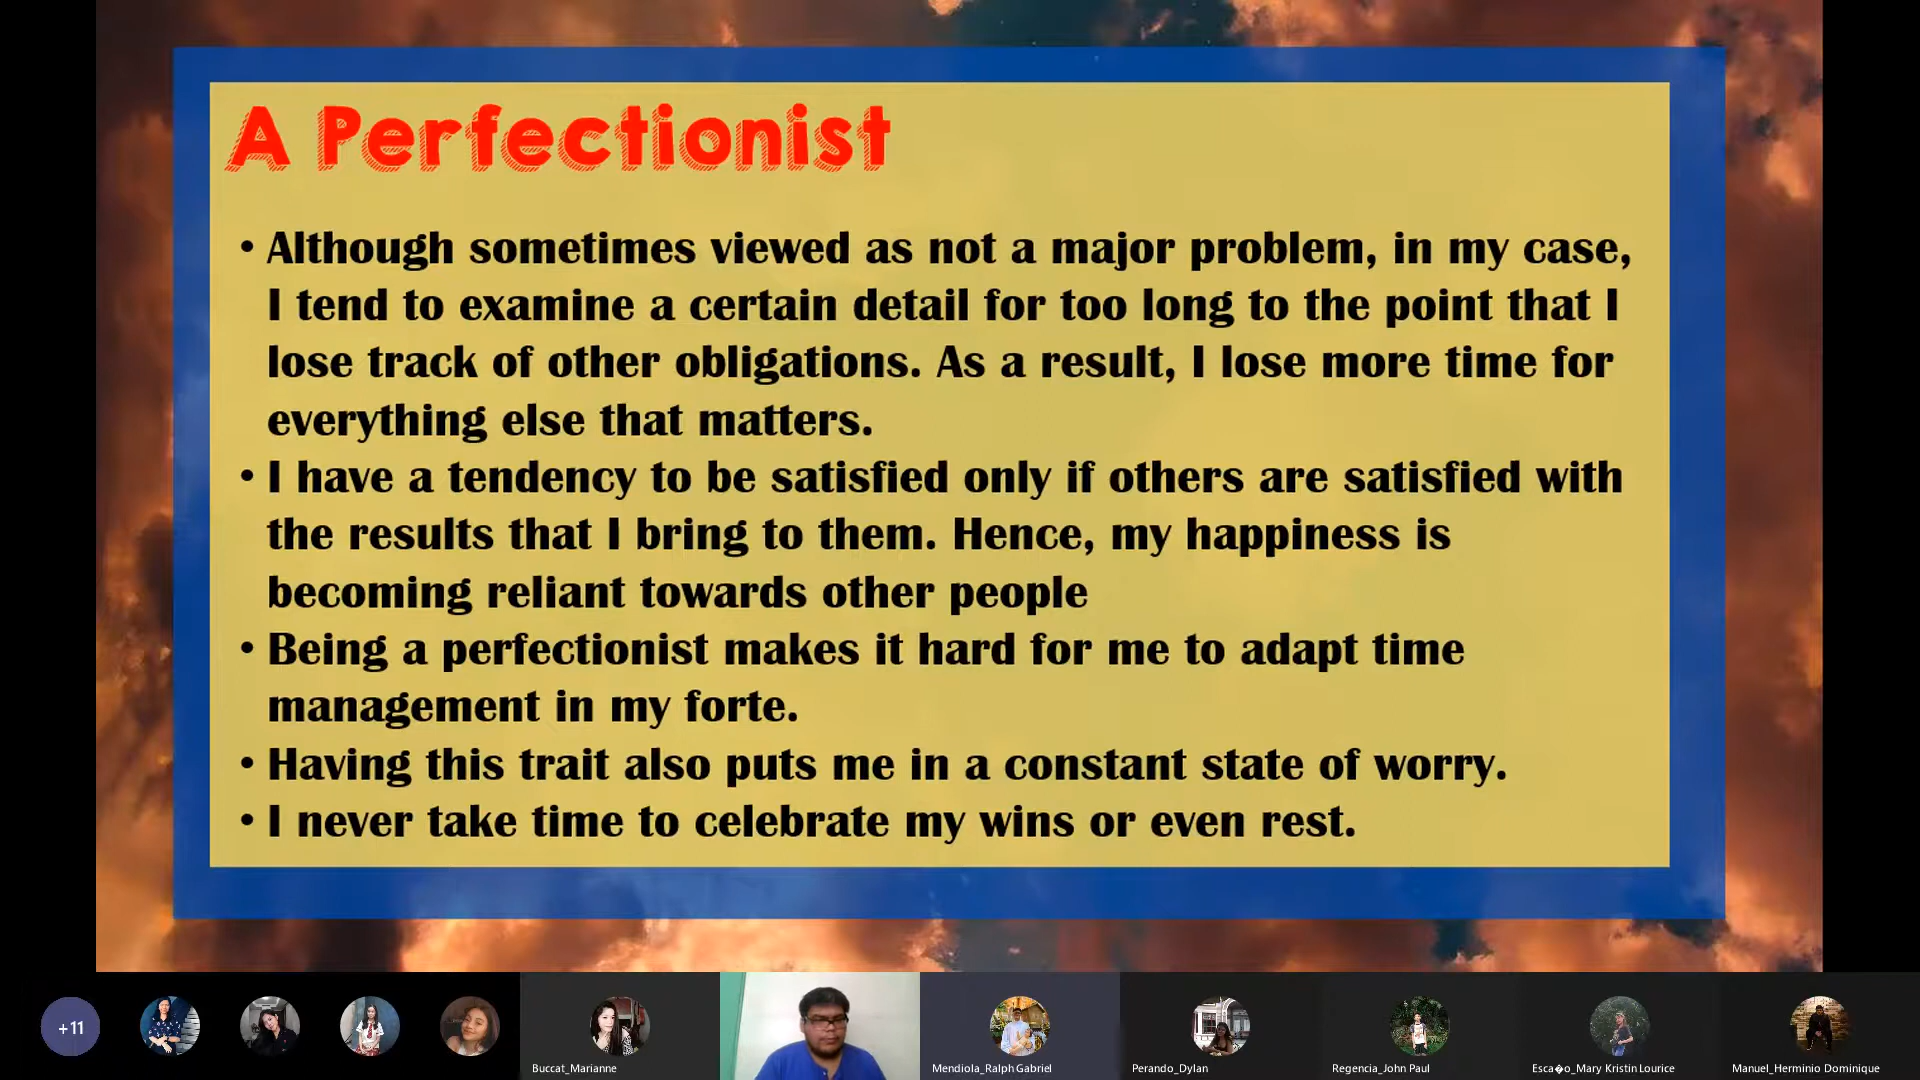 A Perfectionist
• Although sometimes viewed as not a major problem, in my case,
I tend to examine a certain detail for too long to the point that I
lose track of other obligations. As a result, I lose more time for
everything else that matters.
• I have a tendency to be satisfied only if others are satisfied with
the results that I bring to them. Hence, my happiness is
becoming reliant towards other people
• Being a perfectionist makes it hard for me to adapt time
management in my forte.
• Having this trait also puts me in a constant state of worry.
• I never take time to celebrate my wins or even rest.
+11
Buccat_Marianne
Mendiola_Ralph Gabriel
Perando_Dylan
Regencia_John Paul
Esca�o_Mary Kristin Lourice
Manuel_Herminio Dominique